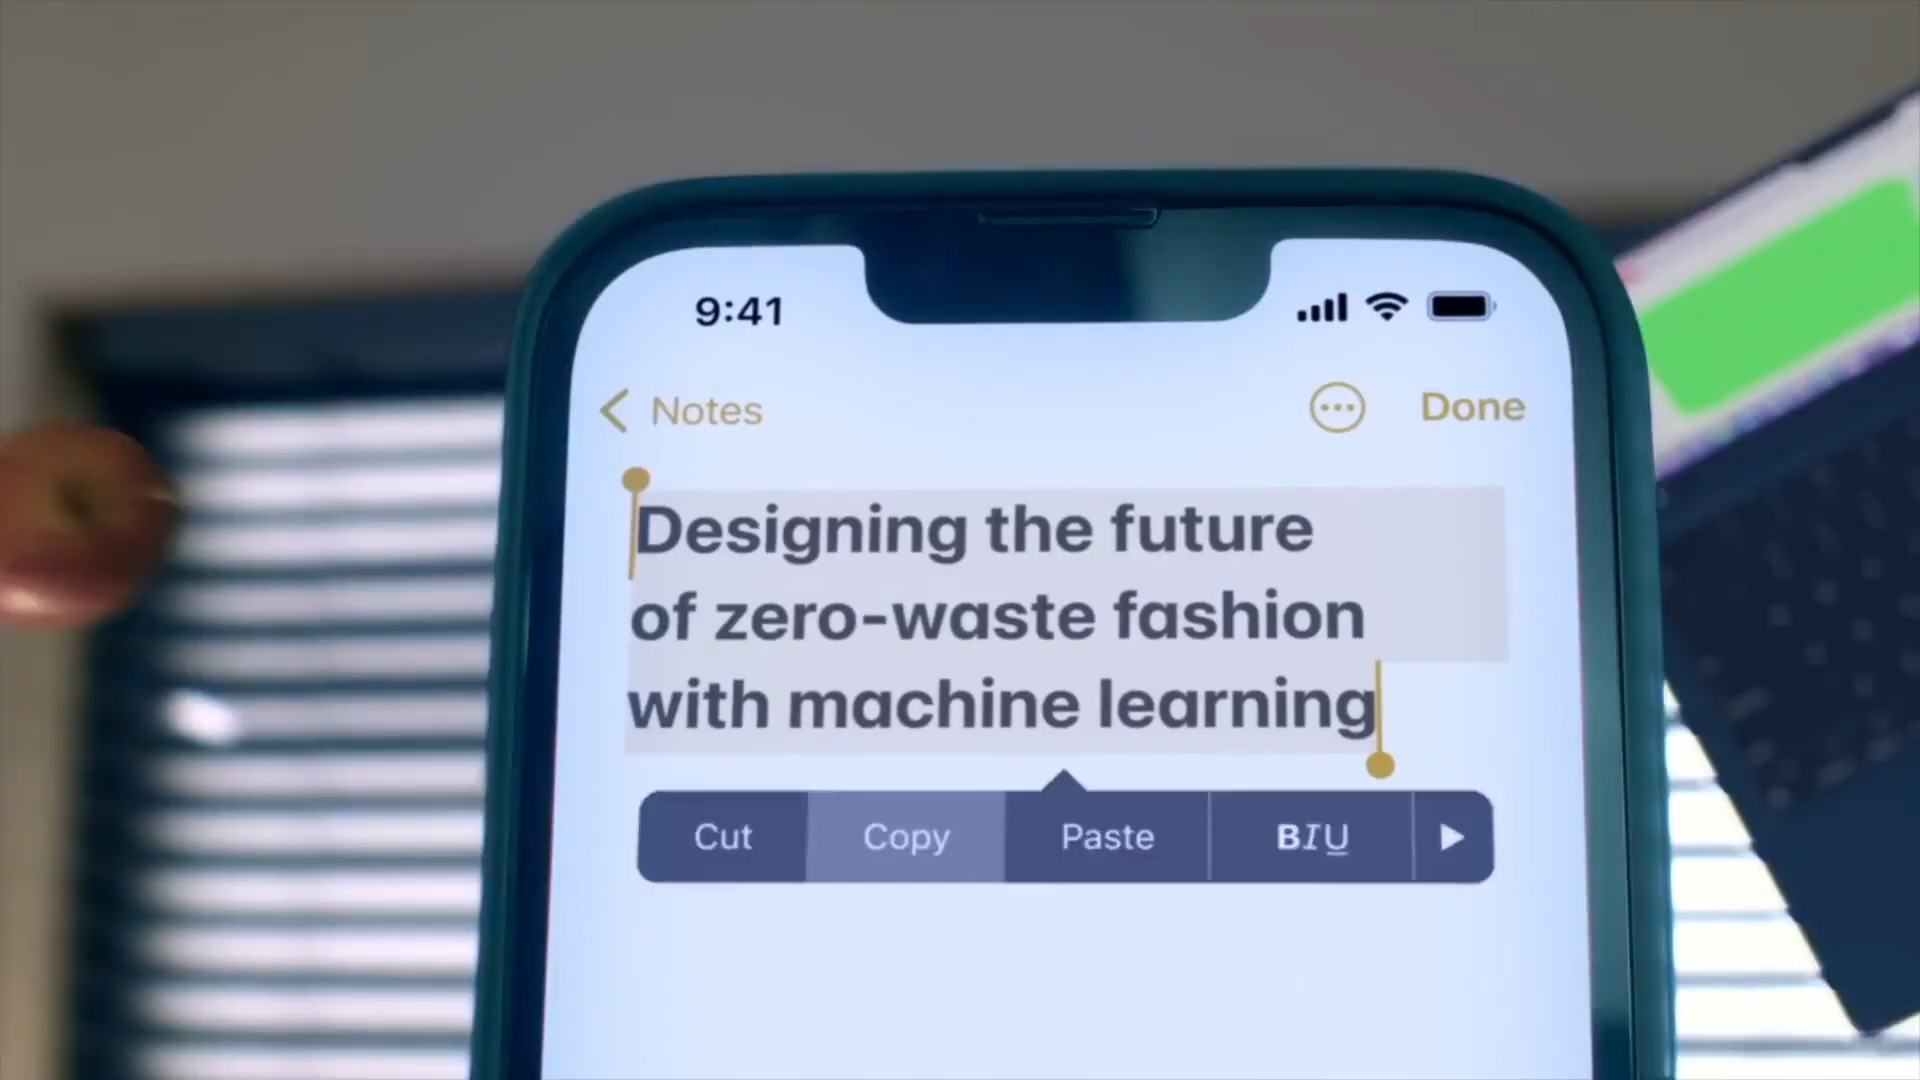 9:41
Notes
Done
Designing the future
of zero-waste fashion
with machine learning
Cut Copy Paste BIU